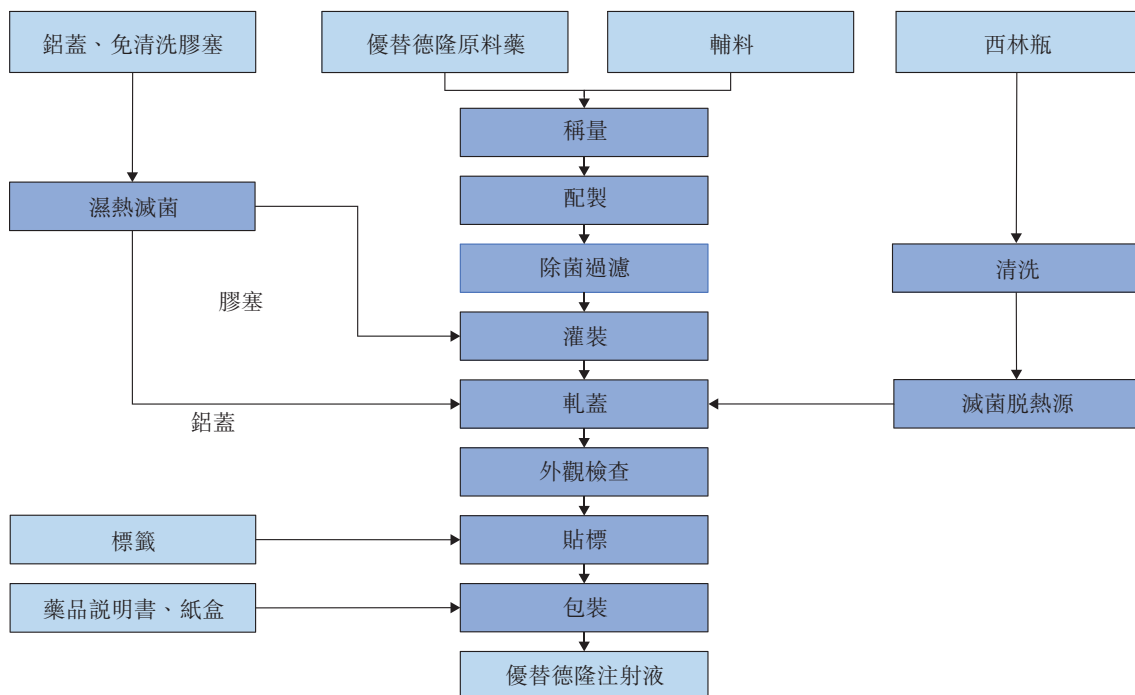 鋁蓋、免清洗膠塞
優替德隆原料藥
輔料
西林瓶
稱量
濕熱滅菌
配製
除菌過濾
清洗
膠塞
灌裝
軋蓋
滅菌脱熱源
鋁蓋
外觀檢查
標籤
貼標
藥品説明書、紙盒
包裝
優替德隆注射液